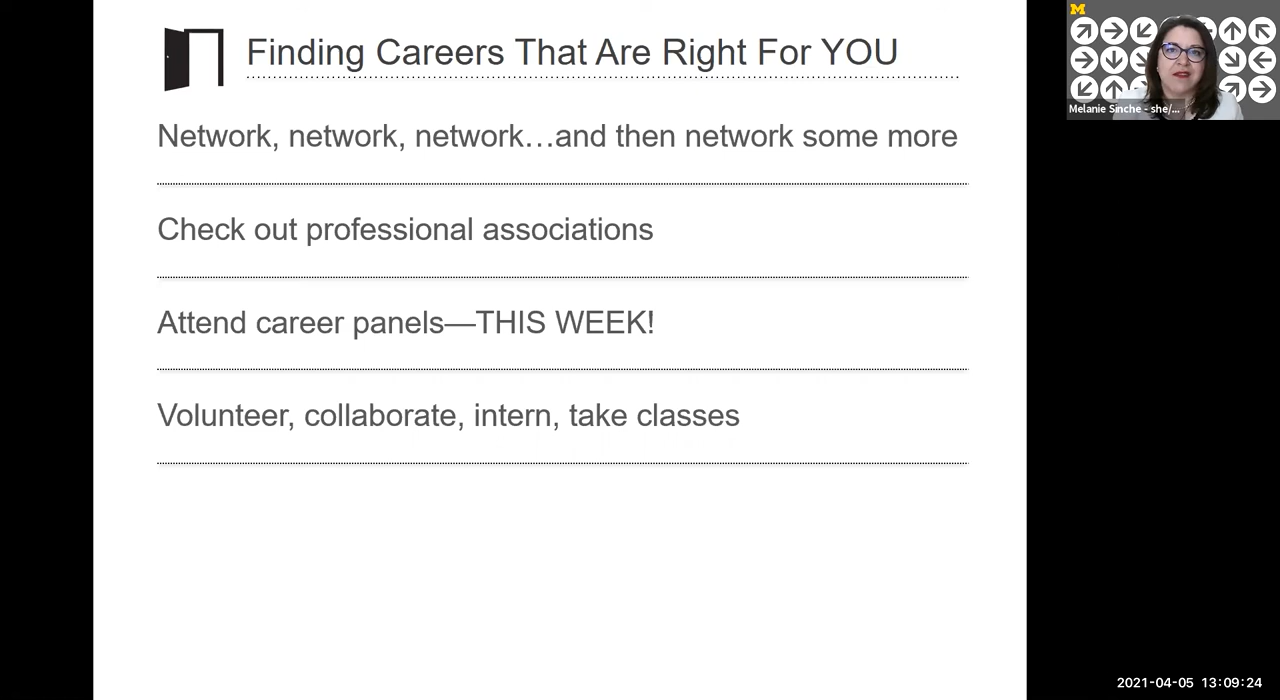 Finding Careers That Are Right For YOU
Network, network, network…and then network some more
Check out professional associations
Attend career panels—THIS WEEK!
Volunteer, collaborate, intern, take classes
M
Melanie Sinche - she/...
2021-04-05 13:09:24